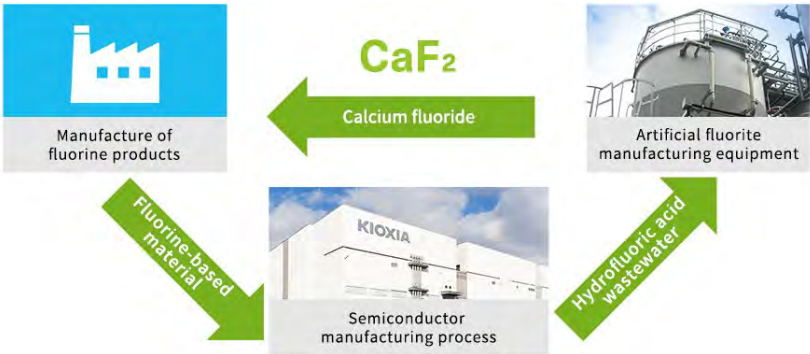 CaF₂
Calcium fluoride
Manufacture of
fluorine products
Artificial fluorite
manufacturing equipment
Fluorine-based
material
KIOXIA
Hydrofluoric acid
wastewater
Semiconductor
manufacturing process